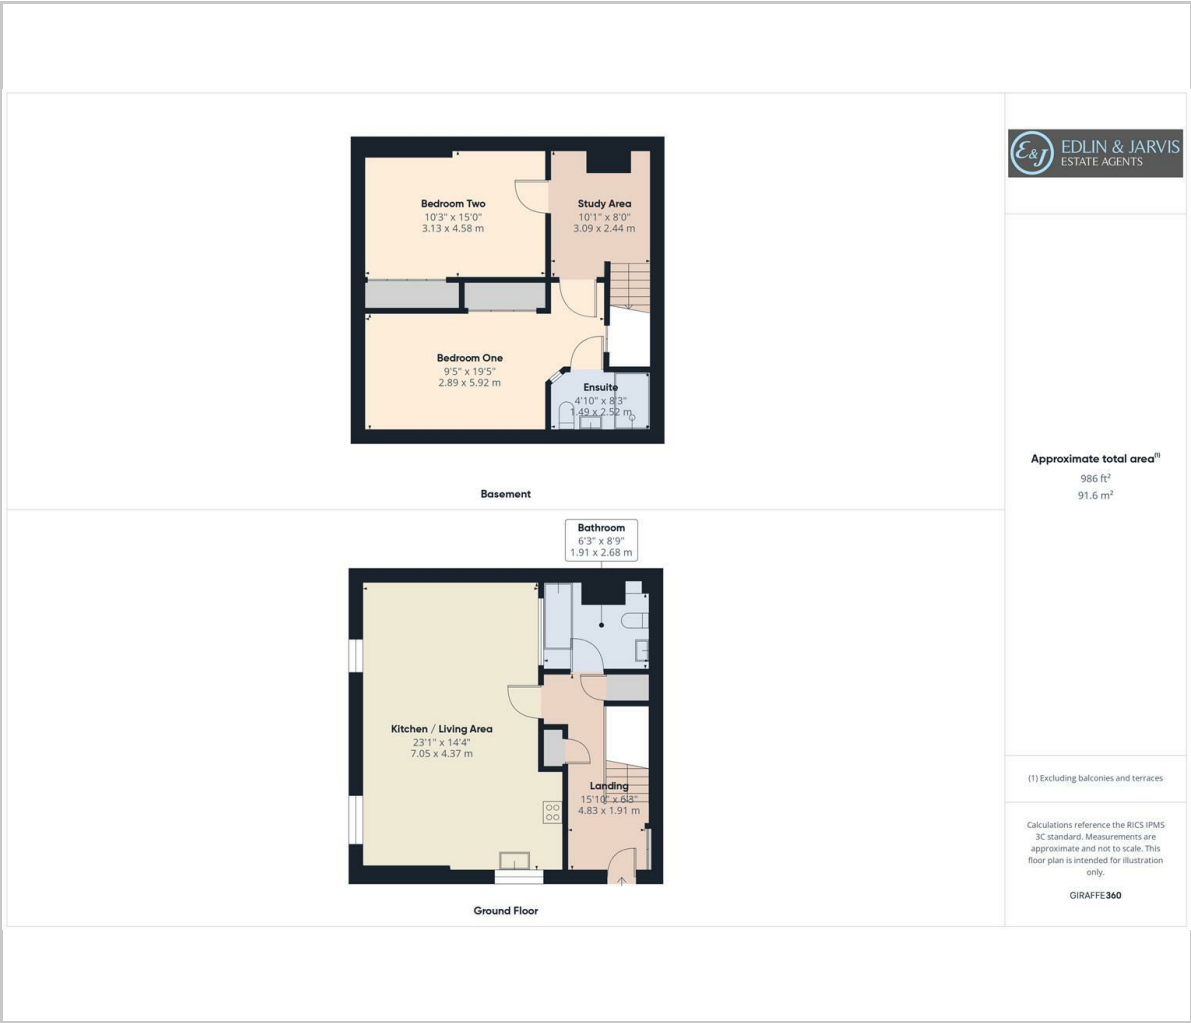 Bedroom Two
10'3" x 15'0"
3.13 x 4.58 m
Study Area
10'1" x 8'0"
3.09 x 2.44 m
Bedroom One
9'5" x 19'5"
2.89 x 5.92 m
Ensuite
4'10" x 8'3"
1.49 x 2.52 m
Basement
Bathroom
6'3" x 8'9"
1.91 x 2.68 m
Kitchen / Living Area
23'1" x 14'4"
7.05 x 4.37 m
Landing
15'10" x 6'3"
4.83 x 1.91 m
Ground Floor
E&J
EDLIN & JARVIS
ESTATE AGENTS
Approximate total area(1)
986 ft²
91.6 m²
(1) Excluding balconies and terraces
Calculations reference the RICS IPMS
3C standard. Measurements are
approximate and not to scale. This
floor plan is intended for illustration
only.
GIRAFFE360